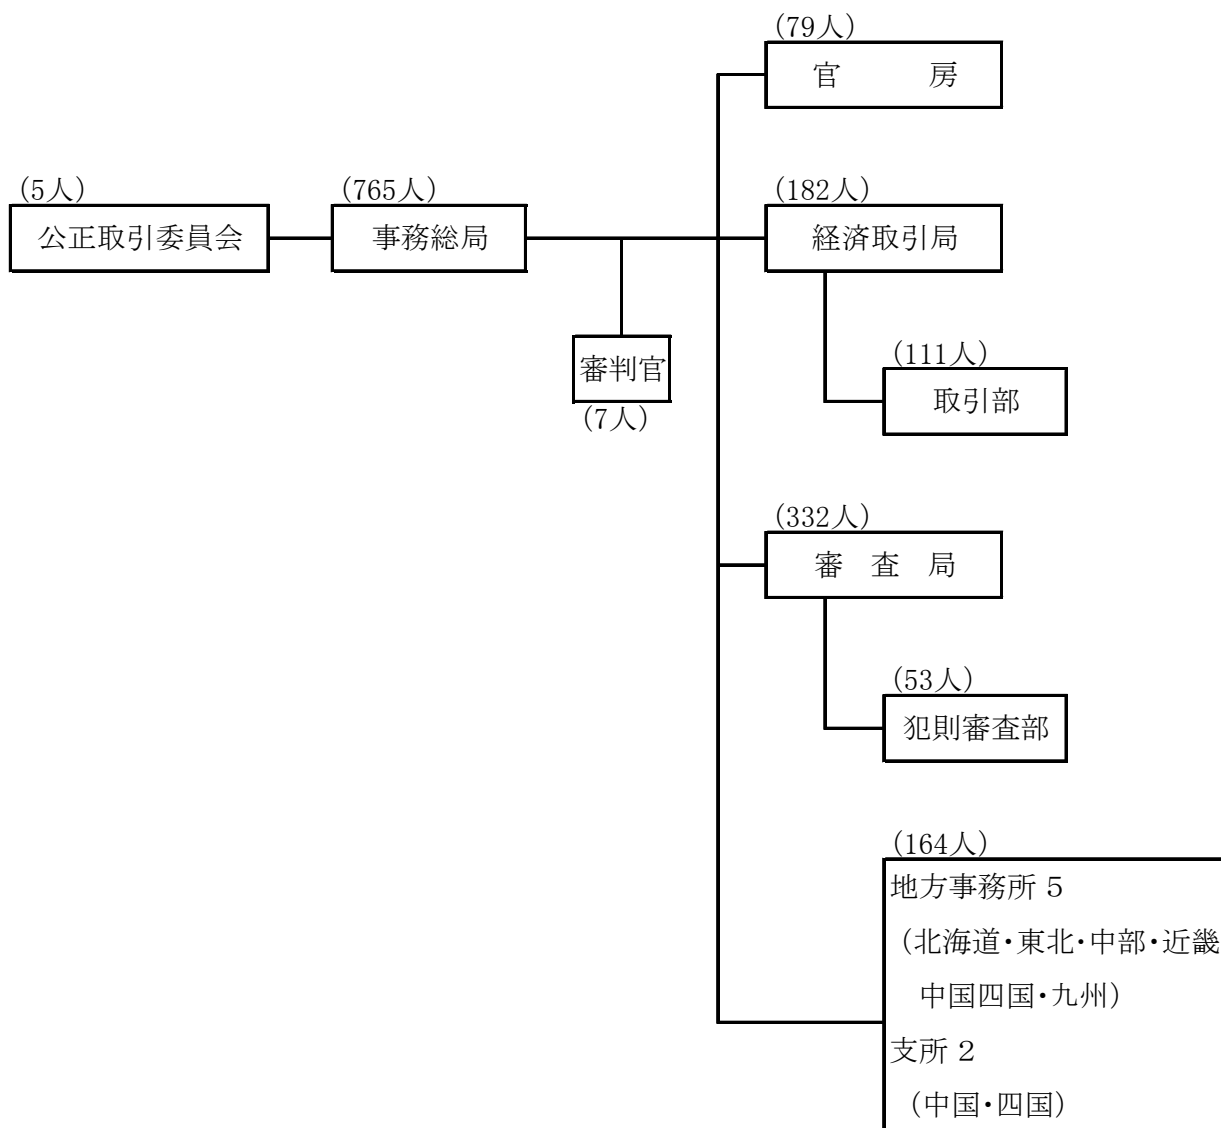 (79人)
官　　房
(5人)
公正取引委員会
(765人)
事務総局
(182人)
経済取引局
審判官
(7人)
(111人)
取引部
(332人)
審　査　局
(53人)
犯則審査部
(164人)
地方事務所 5
(北海道・東北・中部・近畿
中国四国・九州)
支所 2
(中国・四国)